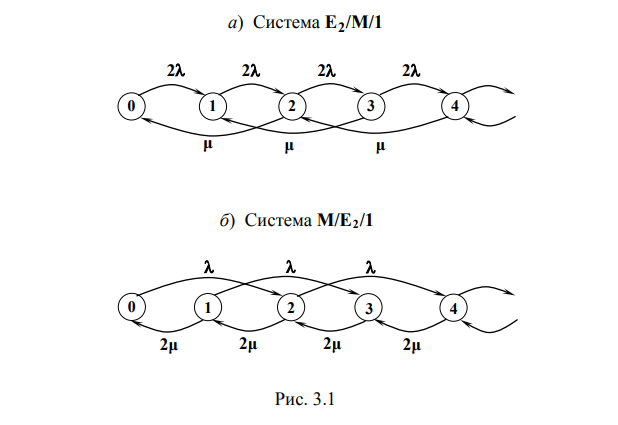 а) Система E₂/M/1
2λ 2λ 2λ 2λ
0 1 2 3 4
μ μ μ
б) Система M/E₂/1
λ λ λ
0 1 2 3 4
2μ 2μ 2μ 2μ
Рис. 3.1